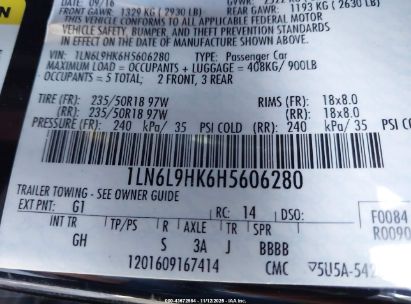 DATE: 09/16
FRONT GAWR: 1329 KG ( 2930 LB)
1193 KG ( 2630 LB)
THIS VEHICLE CONFORMS TO ALL APPLICABLE FEDERAL MOTOR
VEHICLE SAFETY, BUMPER, AND THEFT PREVENTION STANDARDS
IN EFFECT ON THE DATE OF MANUFACTURE SHOWN ABOVE.
VIN: 1LN6L9HK6H5606280 TYPE: Passenger Car
MAXIMUM LOAD = OCCUPANTS + LUGGAGE = 408KG/900LB
OCCUPANTS = 5 TOTAL; 2 FRONT, 3 REAR
TIRE (FR): 235/50R18 97W RIMS (FR): 18x8.0
(RR): 235/50R18 97W (RR): 18x8.0
PRESSURE (FR): 240 kPa/ 35 PSI COLD (RR): 240 kPa/ 35 PSI COLD
1LN6L9HK6H5606280
TRAILER TOWING - SEE OWNER GUIDE
EXT PNT: G1 RC: 14 DSO: F0084
INT TR TP/PS R AXLE TR SPR R0090
GH S 3A J BBBB
1201609167414 CMC 5U5A-542